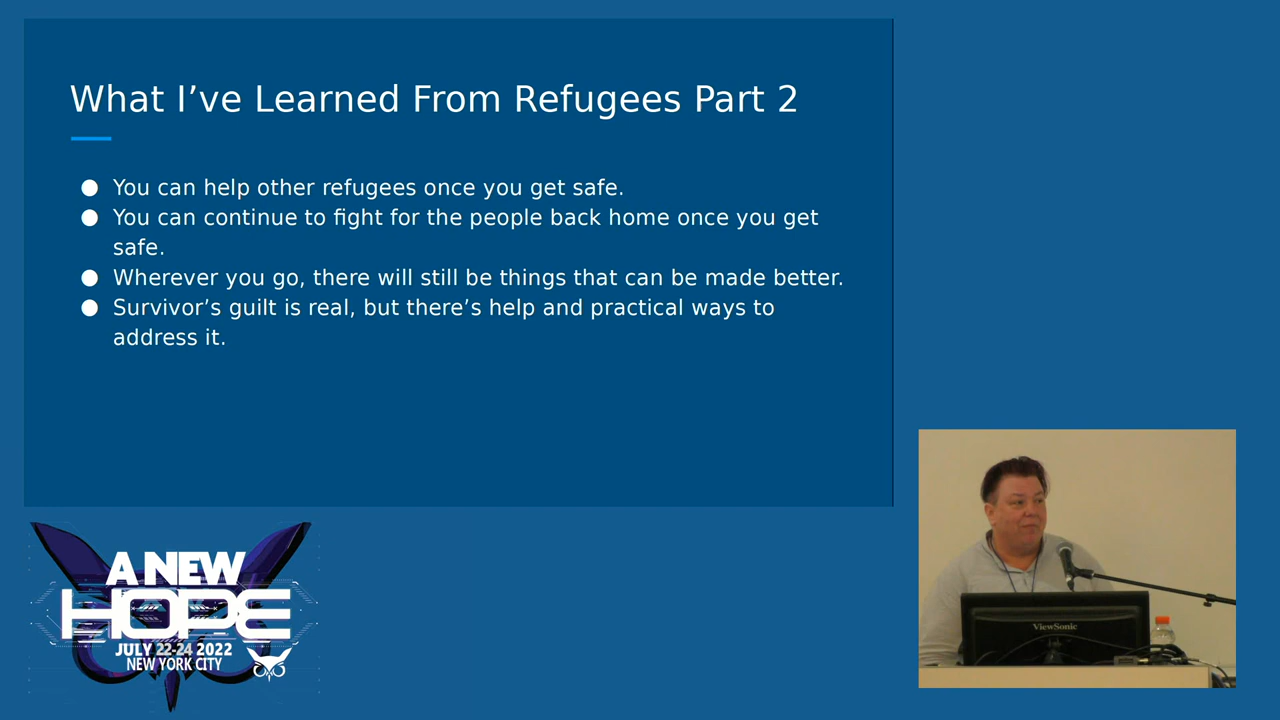 What I’ve Learned From Refugees Part 2
● You can help other refugees once you get safe.
● You can continue to fight for the people back home once you get
safe.
● Wherever you go, there will still be things that can be made better.
● Survivor’s guilt is real, but there’s help and practical ways to
address it.
A NEW
HOPE
JULY 22-24 2022
NEW YORK CITY
ViewSonic